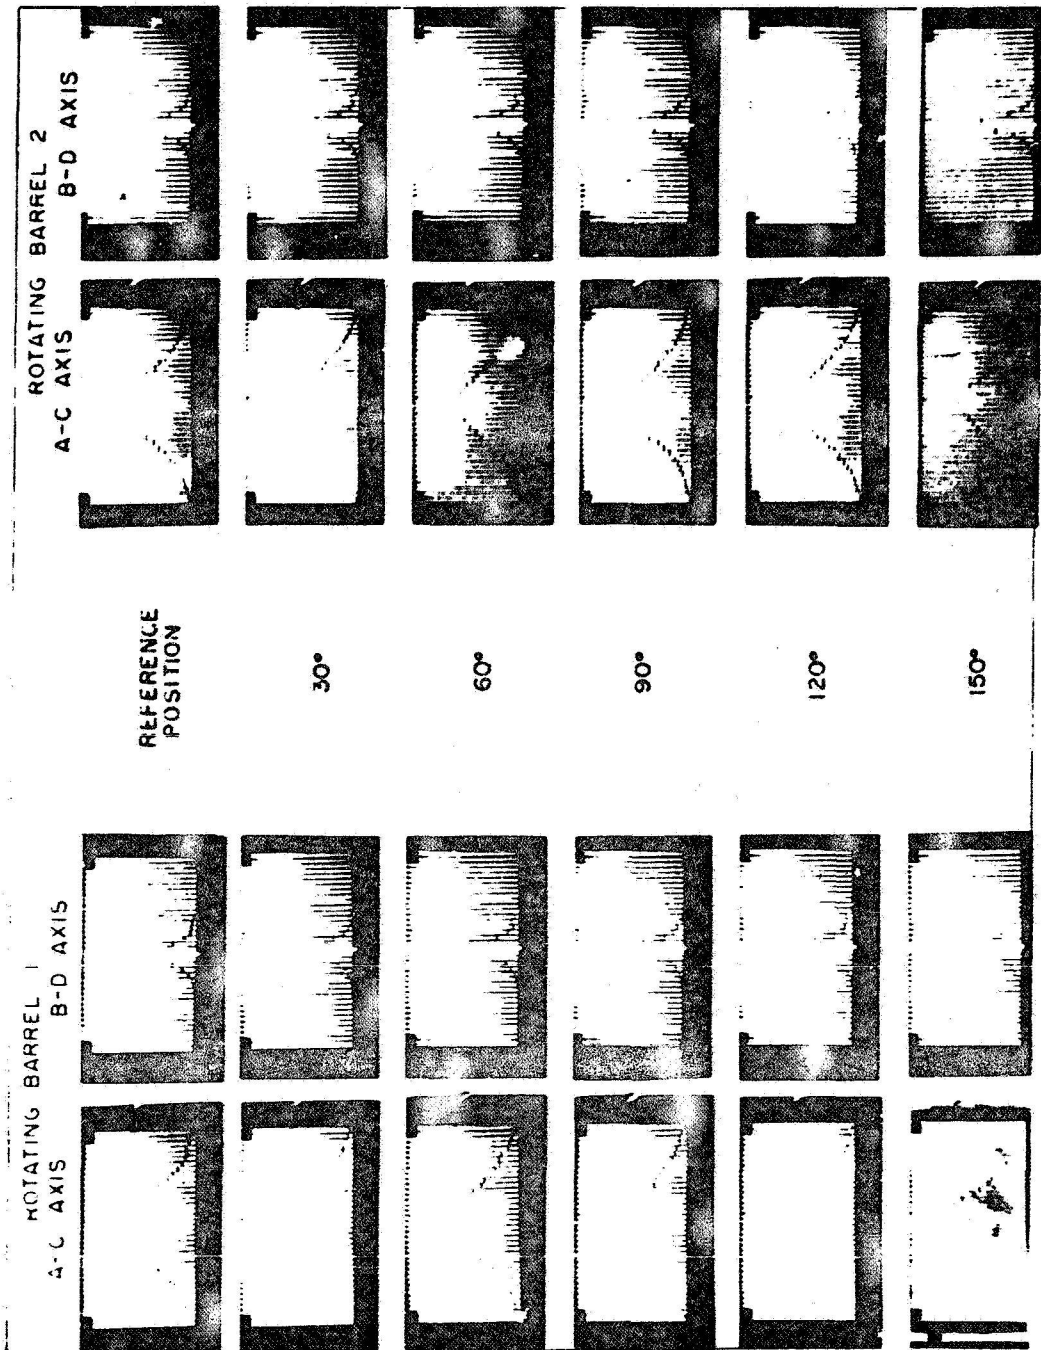 ROTATING BARREL 1
A-C AXIS
B-D AXIS
ROTATING BARREL 2
A-C AXIS
B-D AXIS
REFERENCE
POSITION
30°
60°
90°
120°
150°